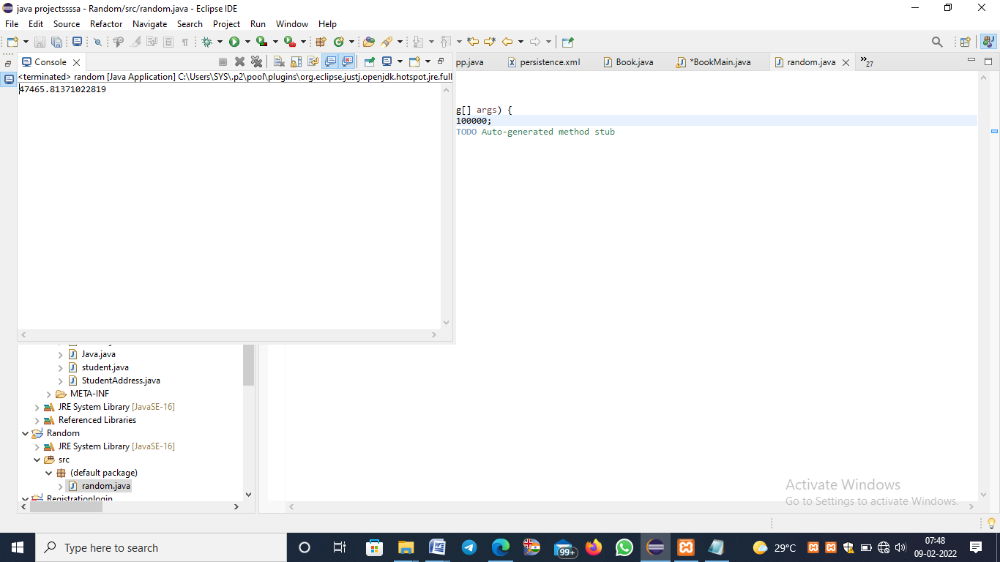 java projectssssa - Random/src/random.java - Eclipse IDE
File Edit Source Refactor Navigate Search Project Run Window Help
Console
pp.java persistence.xml Book.java *BookMain.java random.java »27
<terminated> random [Java Application] C:\Users\SYS\.p2\pool\plugins\org.eclipse.justj.openjdk.hotspot.jre.full
47465.81371022819
g[] args) {
100000;
TODO Auto-generated method stub
Java.java
student.java
StudentAddress.java
META-INF
JRE System Library [JavaSE-16]
Referenced Libraries
Random
JRE System Library [JavaSE-16]
src
(default package)
random.java
Registrationlogin
Activate Windows
Go to Settings to activate Windows.
Type here to search
99+
29°C
07:48
09-02-2022